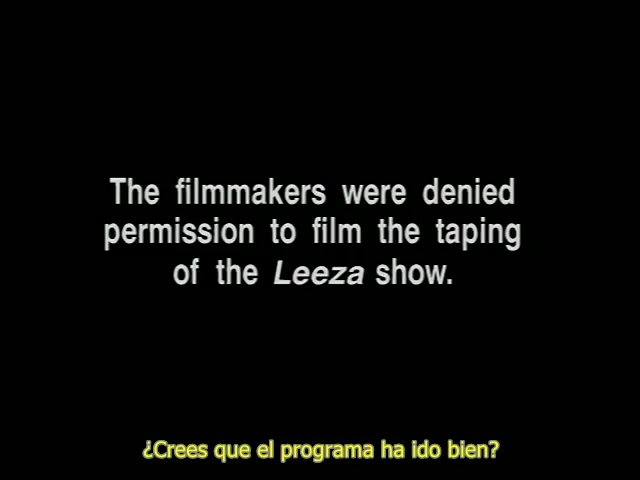 The filmmakers were denied
permission to film the taping
of the Leeza show.
¿Crees que el programa ha ido bien?